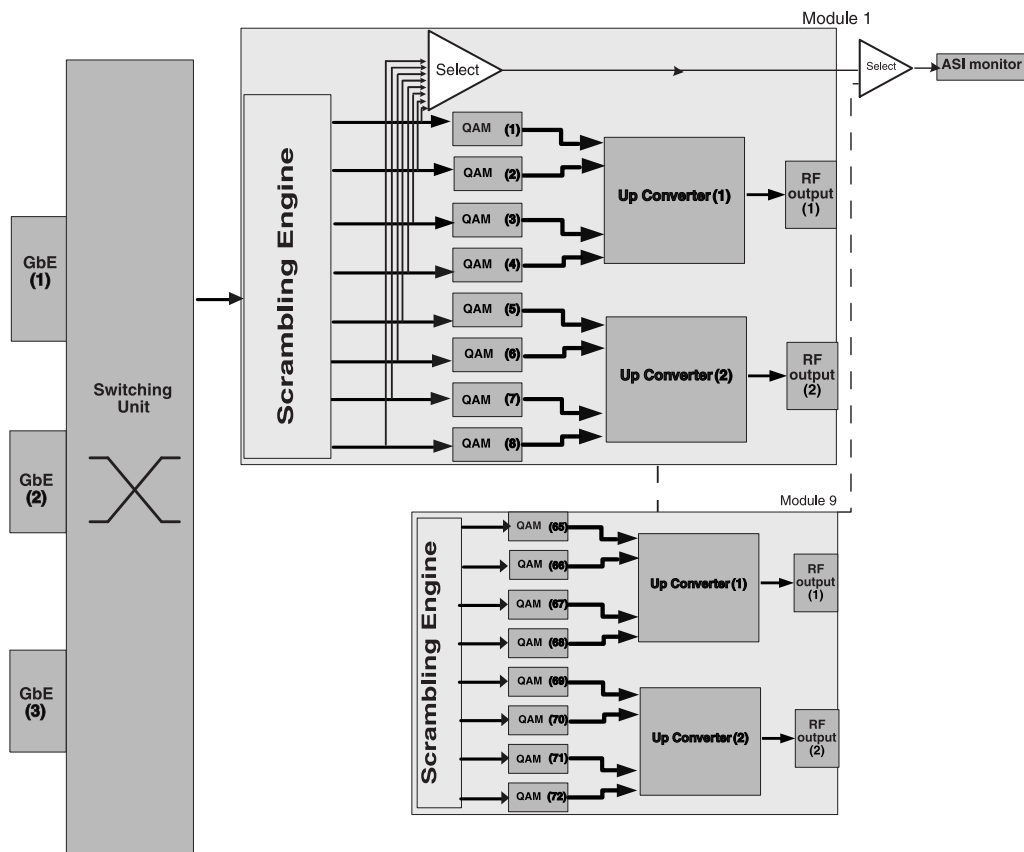 Module 1
Select
Select
ASI monitor
Scrambling Engine
QAM (1)
QAM (2)
QAM (3)
QAM (4)
QAM (5)
QAM (6)
QAM (7)
QAM (8)
Up Converter (1)
Up Converter (2)
RF
output
(1)
RF
output
(2)
GbE
(1)
GbE
(2)
GbE
(3)
Switching
Unit
Module 9
Scrambling Engine
QAM (65)
QAM (66)
QAM (67)
QAM (68)
QAM (69)
QAM (70)
QAM (71)
QAM (72)
Up Converter (1)
Up Converter (2)
RF
output
(1)
RF
output
(2)